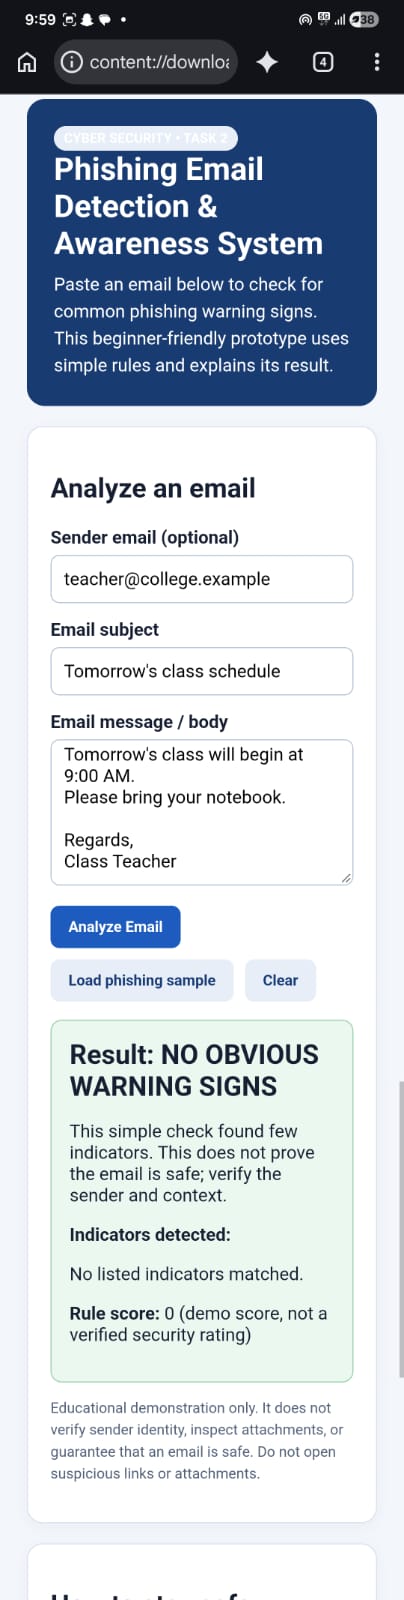 9:59
5G
38
content://downloa
4
CYBER SECURITY • TASK 2
Phishing Email
Detection &
Awareness System
Paste an email below to check for
common phishing warning signs.
This beginner-friendly prototype uses
simple rules and explains its result.
Analyze an email
Sender email (optional)
teacher@college.example
Email subject
Tomorrow's class schedule
Email message / body
Tomorrow's class will begin at
9:00 AM.
Please bring your notebook.
Regards,
Class Teacher
Analyze Email
Load phishing sample
Clear
Result: NO OBVIOUS
WARNING SIGNS
This simple check found few
indicators. This does not prove
the email is safe; verify the
sender and context.
Indicators detected:
No listed indicators matched.
Rule score: 0 (demo score, not a
verified security rating)
Educational demonstration only. It does not
verify sender identity, inspect attachments, or
guarantee that an email is safe. Do not open
suspicious links or attachments.